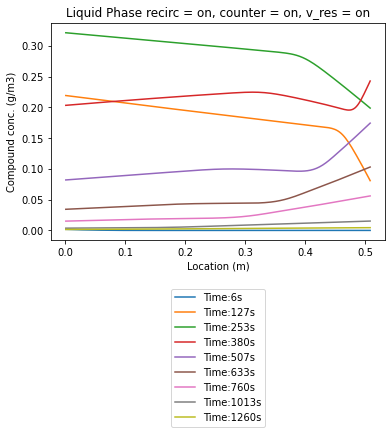 Liquid Phase recirc = on, counter = on, v_res = on
Compound conc. (g/m3)
0.30
0.25
0.20
0.15
0.10
0.05
0.00
0.0 0.1 0.2 0.3 0.4 0.5
Location (m)
Time:6s
Time:127s
Time:253s
Time:380s
Time:507s
Time:633s
Time:760s
Time:1013s
Time:1260s